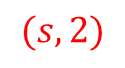 (s, 2)